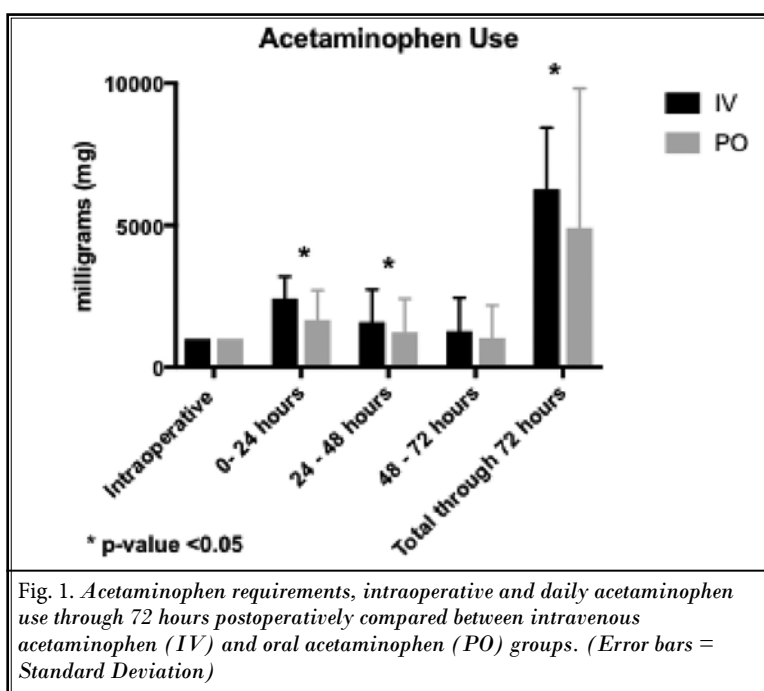 Acetaminophen Use
10000
5000
0
milligrams (mg)
*
*
*
IV
PO
Intraoperative
0- 24 hours
24 - 48 hours
48 - 72 hours
Total through 72 hours
* p-value <0.05
Fig. 1. Acetaminophen requirements, intraoperative and daily acetaminophen
use through 72 hours postoperatively compared between intravenous
acetaminophen (IV) and oral acetaminophen (PO) groups. (Error bars =
Standard Deviation)